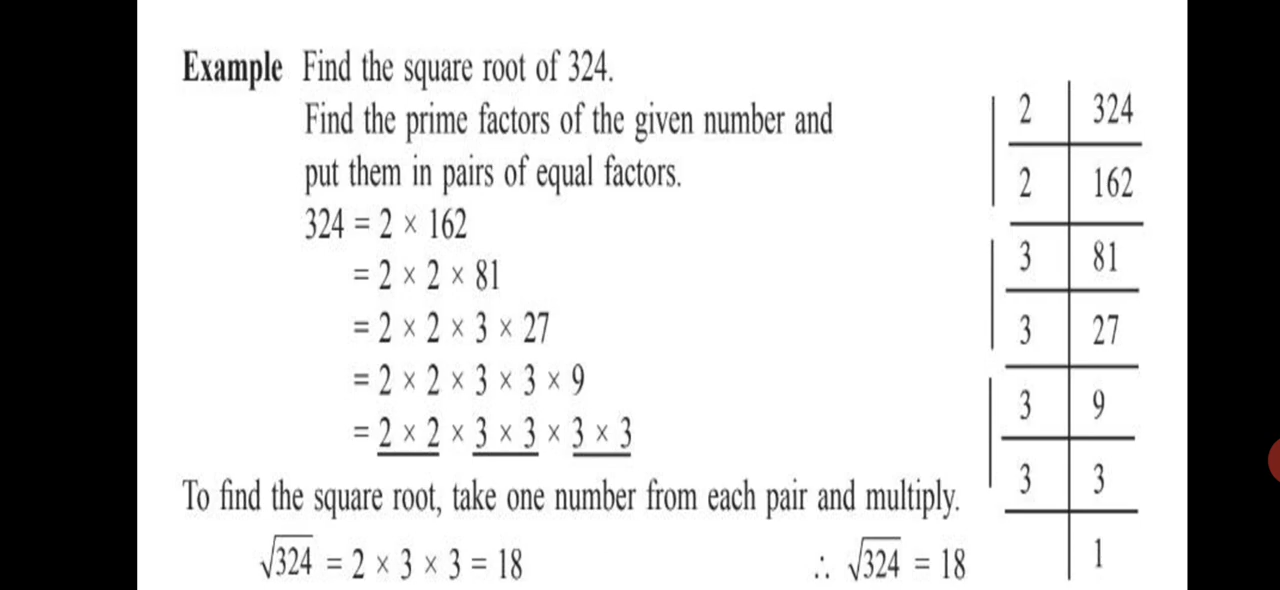 Example Find the square root of 324.
Find the prime factors of the given number and
put them in pairs of equal factors.
324 = 2 × 162
= 2 × 2 × 81
= 2 × 2 × 3 × 27
= 2 × 2 × 3 × 3 × 9
= 2 × 2 × 3 × 3 × 3 × 3
To find the square root, take one number from each pair and multiply.
√324 = 2 × 3 × 3 = 18 ∴ √324 = 18
2 324
2 162
3 81
3 27
3 9
3 3
1